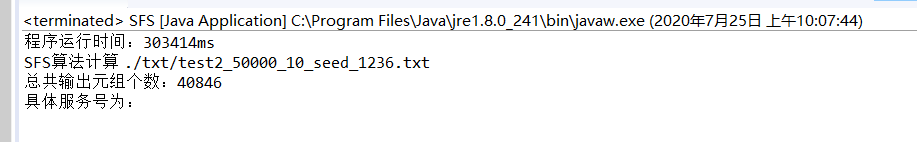 <terminated> SFS [Java Application] C:\Program Files\Java\jre1.8.0_241\bin\javaw.exe (2020年7月25日 上午10:07:44)
程序运行时间：303414ms
SFS算法计算 ./txt/test2_50000_10_seed_1236.txt
总共输出元组个数：40846
具体服务号为：